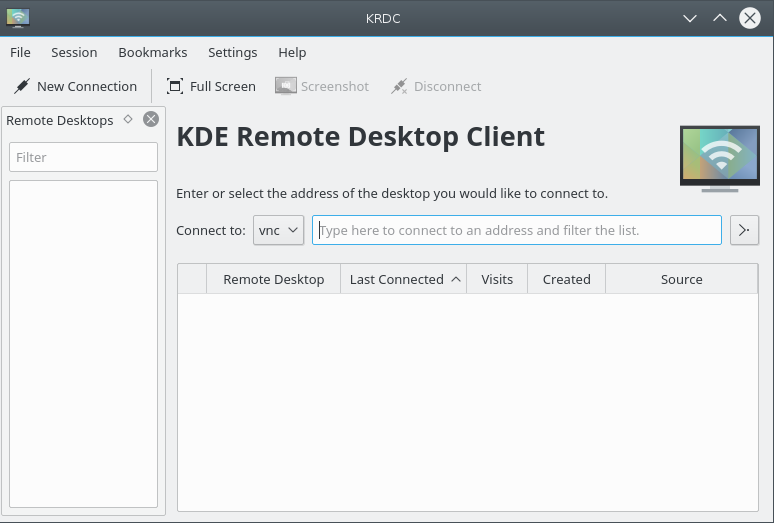 KRDC
File Session Bookmarks Settings Help
New Connection Full Screen Screenshot Disconnect
Remote Desktops
Filter
KDE Remote Desktop Client
Enter or select the address of the desktop you would like to connect to.
Connect to: vnc Type here to connect to an address and filter the list.
Remote Desktop Last Connected Visits Created Source